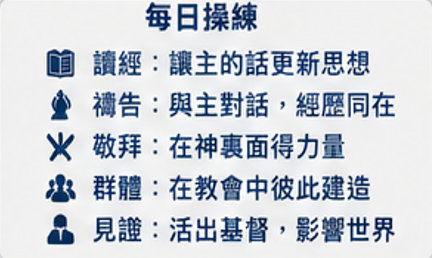 每日操練
讀經：讓主的話更新思想
禱告：與主對話，經歷同在
敬拜：在神裏面得力量
群體：在教會中彼此建造
見證：活出基督，影響世界